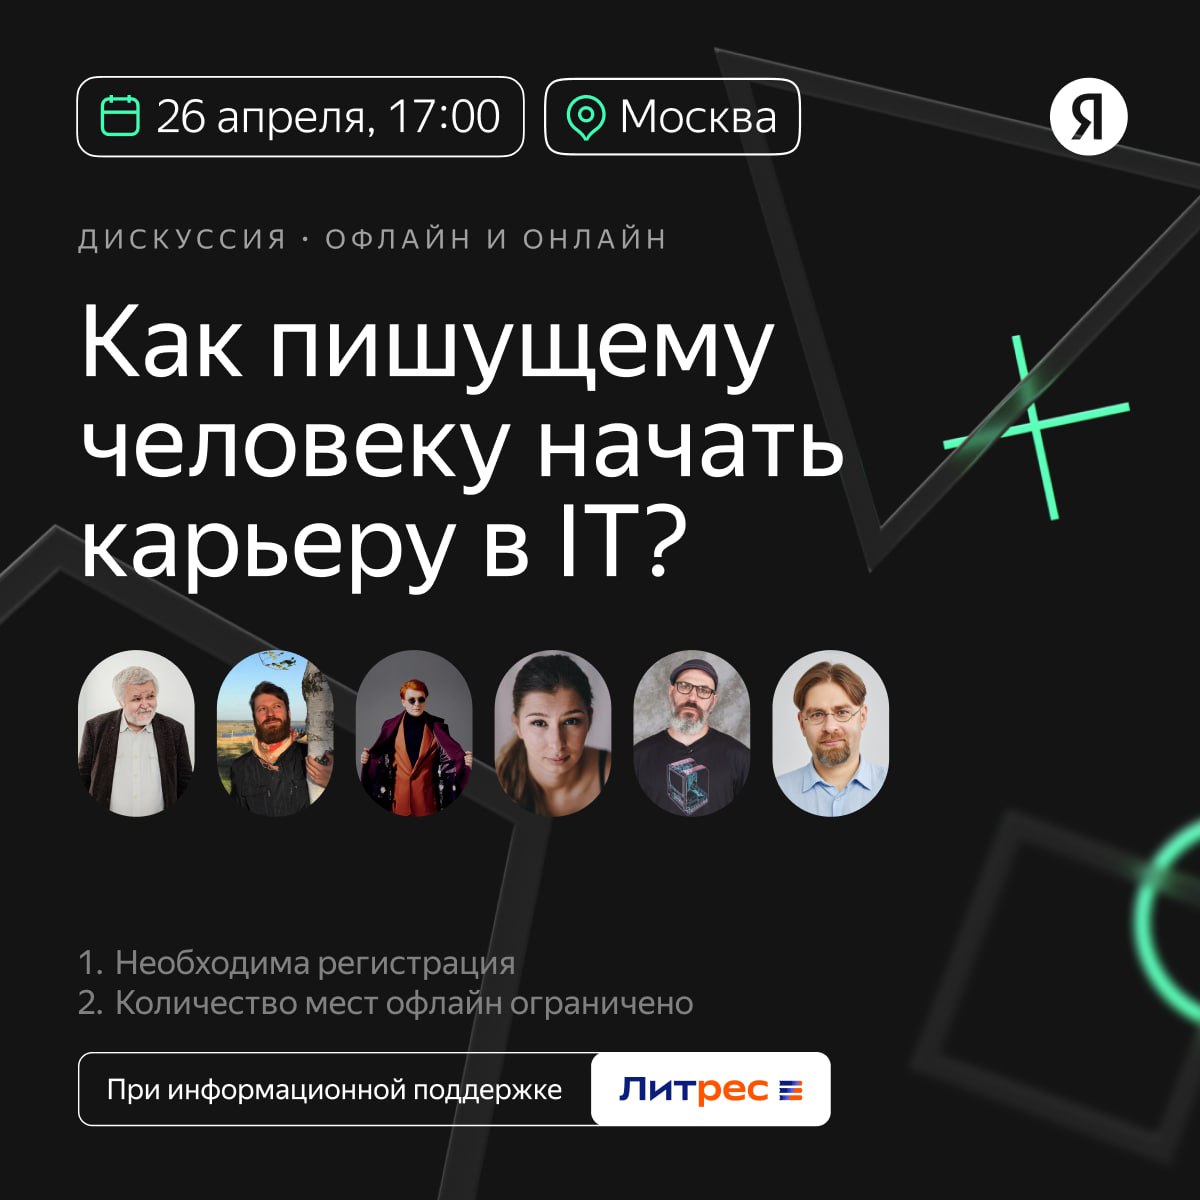 26 апреля, 17:00
Москва
Я
ДИСКУССИЯ · ОФЛАЙН И ОНЛАЙН
Как пишущему
человеку начать
карьеру в IT?
1. Необходима регистрация
2. Количество мест офлайн ограничено
При информационной поддержке
Литрес